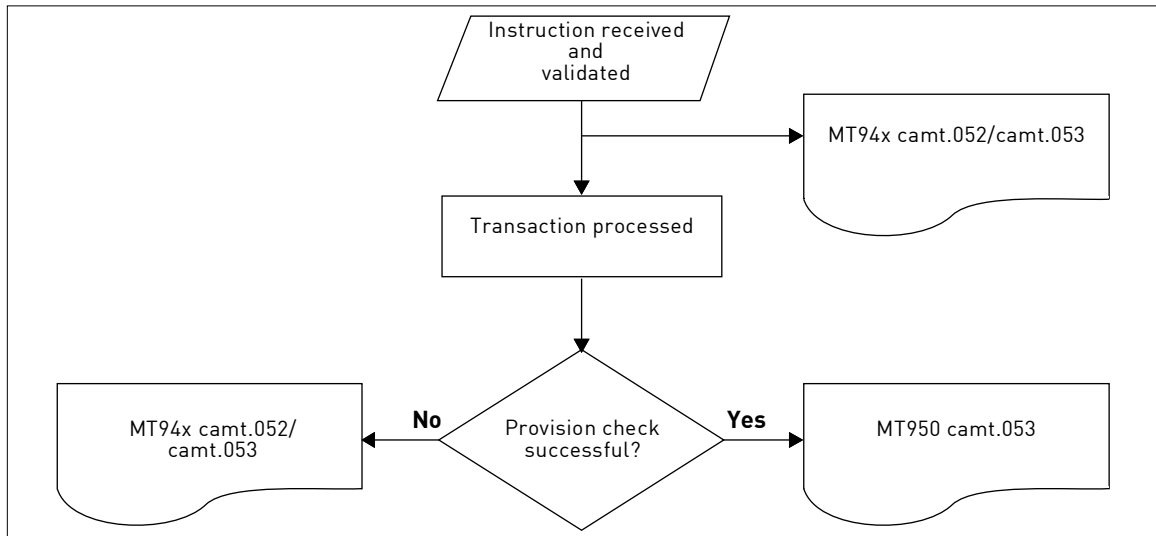 Instruction received
and
validated
MT94x camt.052/camt.053
Transaction processed
No
Yes
MT94x camt.052/
camt.053
Provision check
successful?
MT950 camt.053